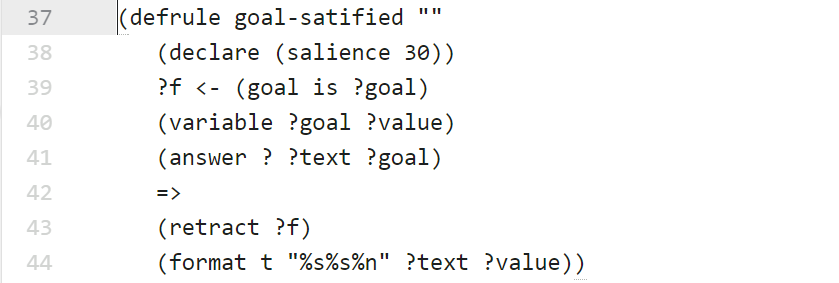 37 (defrule goal-satified ""
38 (declare (salience 30))
39 ?f <- (goal is ?goal)
40 (variable ?goal ?value)
41 (answer ? ?text ?goal)
42 =>
43 (retract ?f)
44 (format t "%s%s%n" ?text ?value))